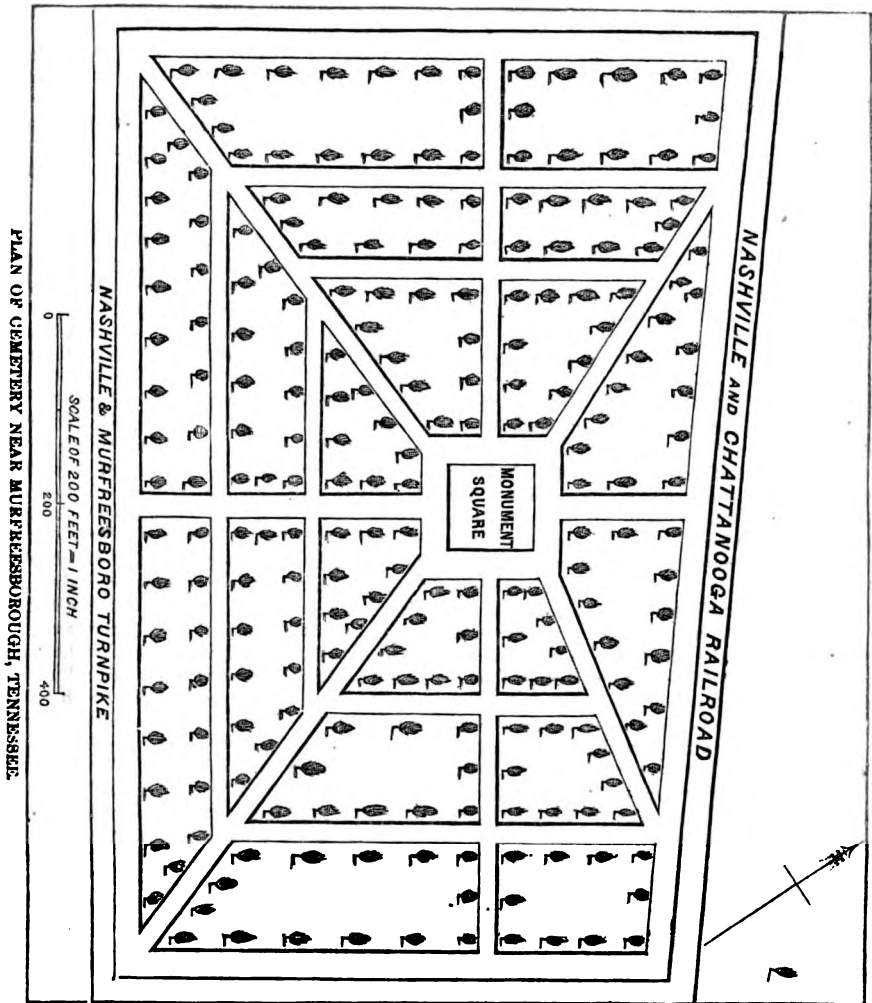 NASHVILLE AND CHATTANOOGA RAILROAD
MONUMENT
SQUARE
NASHVILLE & MURFREESBORO TURNPIKE
0
200
400
SCALE OF 200 FEET = 1 INCH
PLAN OF CEMETERY NEAR MURFREESBOROUGH, TENNESSEE.